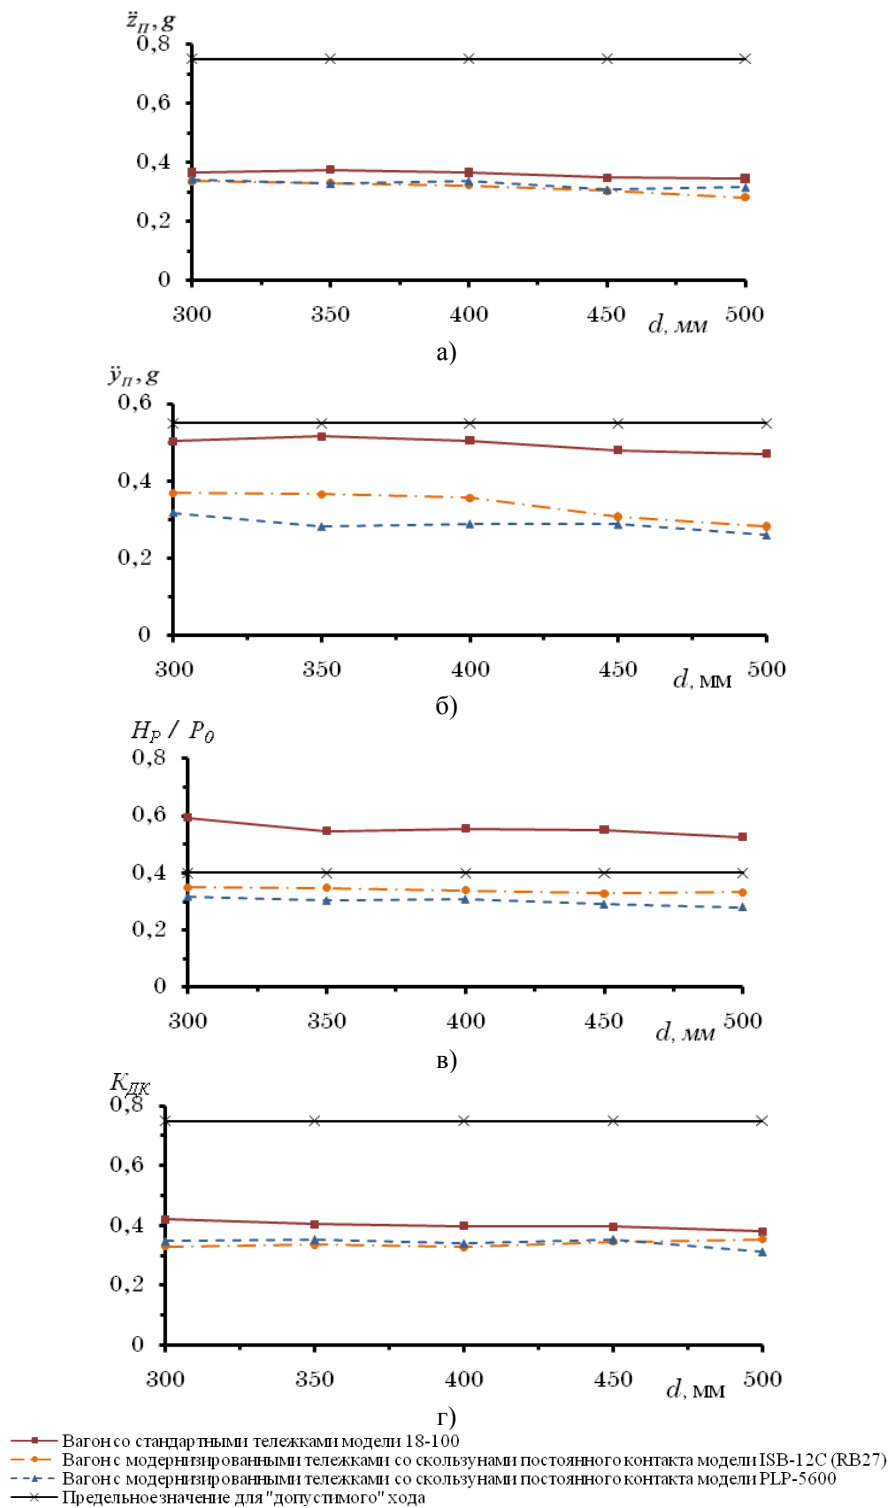 z̈П, g
0,8
0,6
0,4
0,2
0
300 350 400 450 500
d, мм
а)
ÿП, g
0,6
0,4
0,2
0
300 350 400 450 500
d, мм
б)
HP / P0
0,8
0,6
0,4
0,2
0
300 350 400 450 500
d, мм
в)
KДК
0,8
0,6
0,4
0,2
0
300 350 400 450 500
d, мм
г)
Вагон со стандартными тележками модели 18-100
Вагон с модернизированными тележками со скользунами постоянного контакта модели ISB-12C (RB27)
Вагон с модернизированными тележками со скользунами постоянного контакта модели PLP-5600
Предельное значение для "допустимого" хода